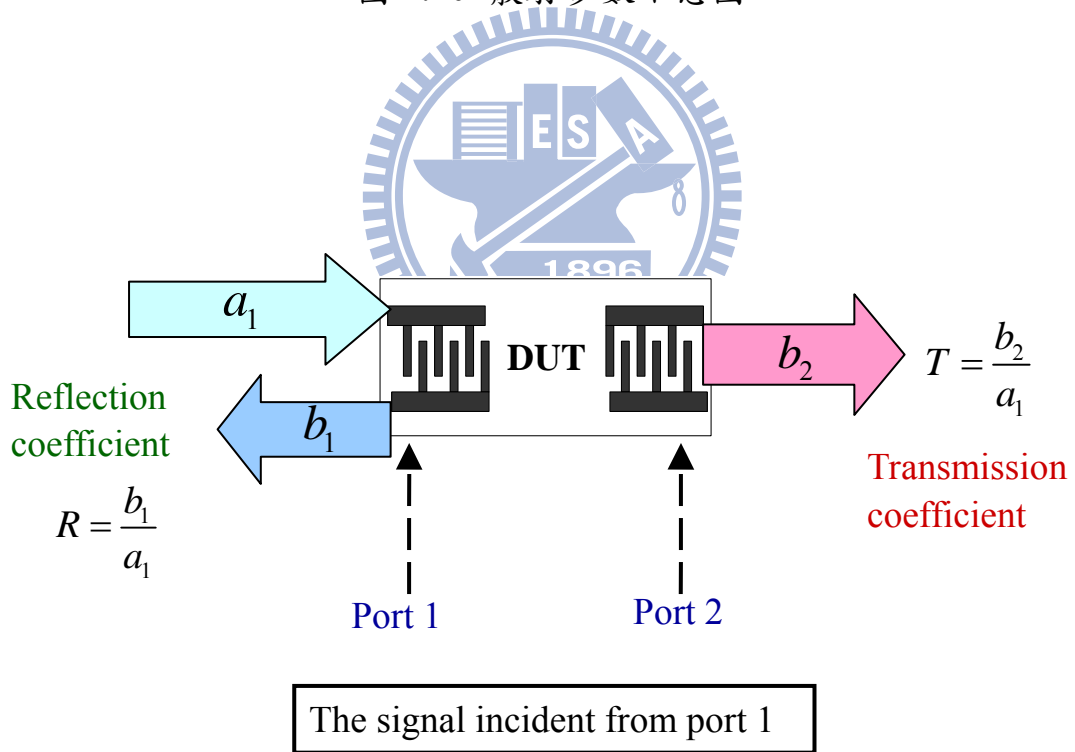 E S A
1896
a₁
b₁
DUT
b₂
T = b₂ / a₁
Reflection
coefficient
R = b₁ / a₁
Transmission
coefficient
Port 1
Port 2
The signal incident from port 1